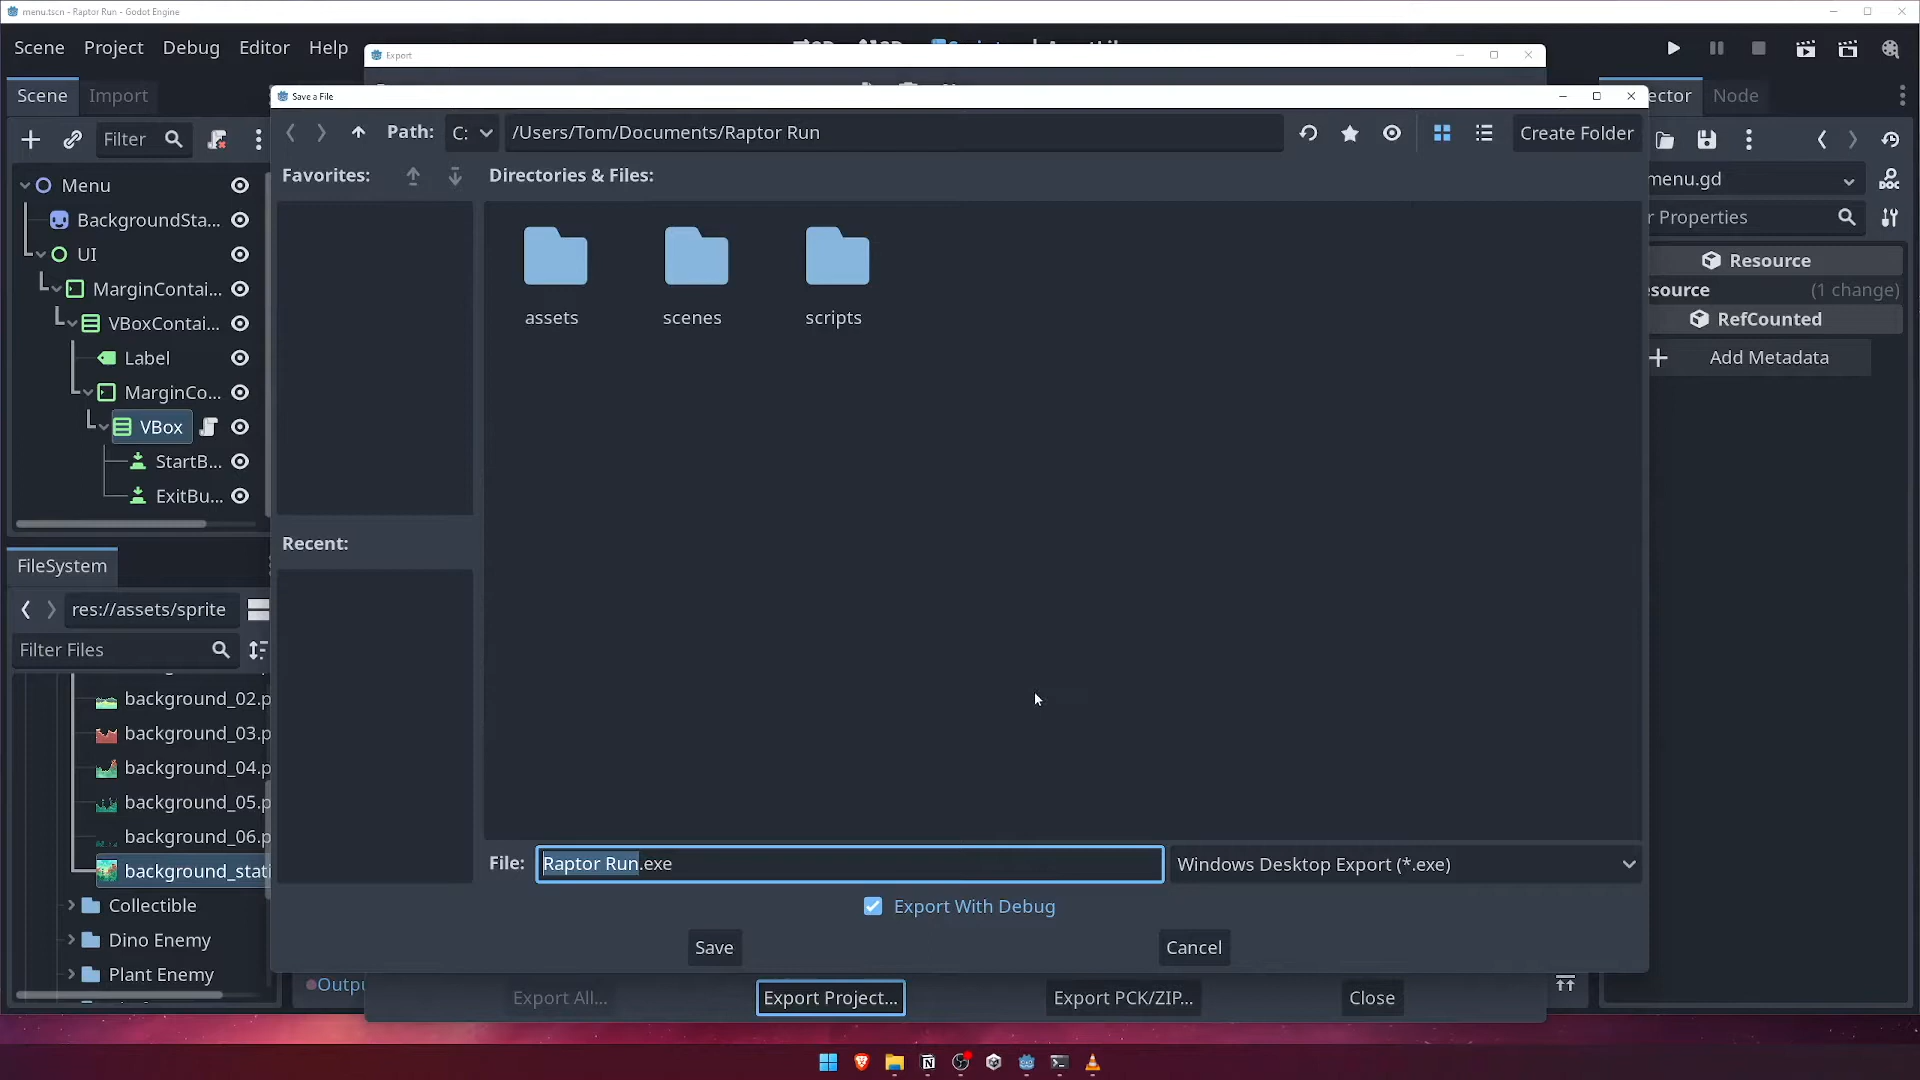 menu.tscn - Raptor Run - Godot Engine
Scene Project Debug Editor Help
Export
Scene Import
Save a File
ector Node
Filter
Path: C: /Users/Tom/Documents/Raptor Run Create Folder
Favorites: Directories & Files:
menu.gd
r Properties
Menu
BackgroundSta...
UI
MarginContai...
VBoxContai...
Label
MarginCo...
VBox
StartB...
ExitBu...
assets scenes scripts
Resource
esource (1 change)
RefCounted
Add Metadata
Recent:
FileSystem
res://assets/sprite
Filter Files
background_02.p
background_03.p
background_04.p
background_05.p
background_06.p
background_stati
Collectible
Dino Enemy
Plant Enemy
File: Raptor Run.exe Windows Desktop Export (*.exe)
Export With Debug
Save Cancel
Outpu
Export All... Export Project... Export PCK/ZIP... Close